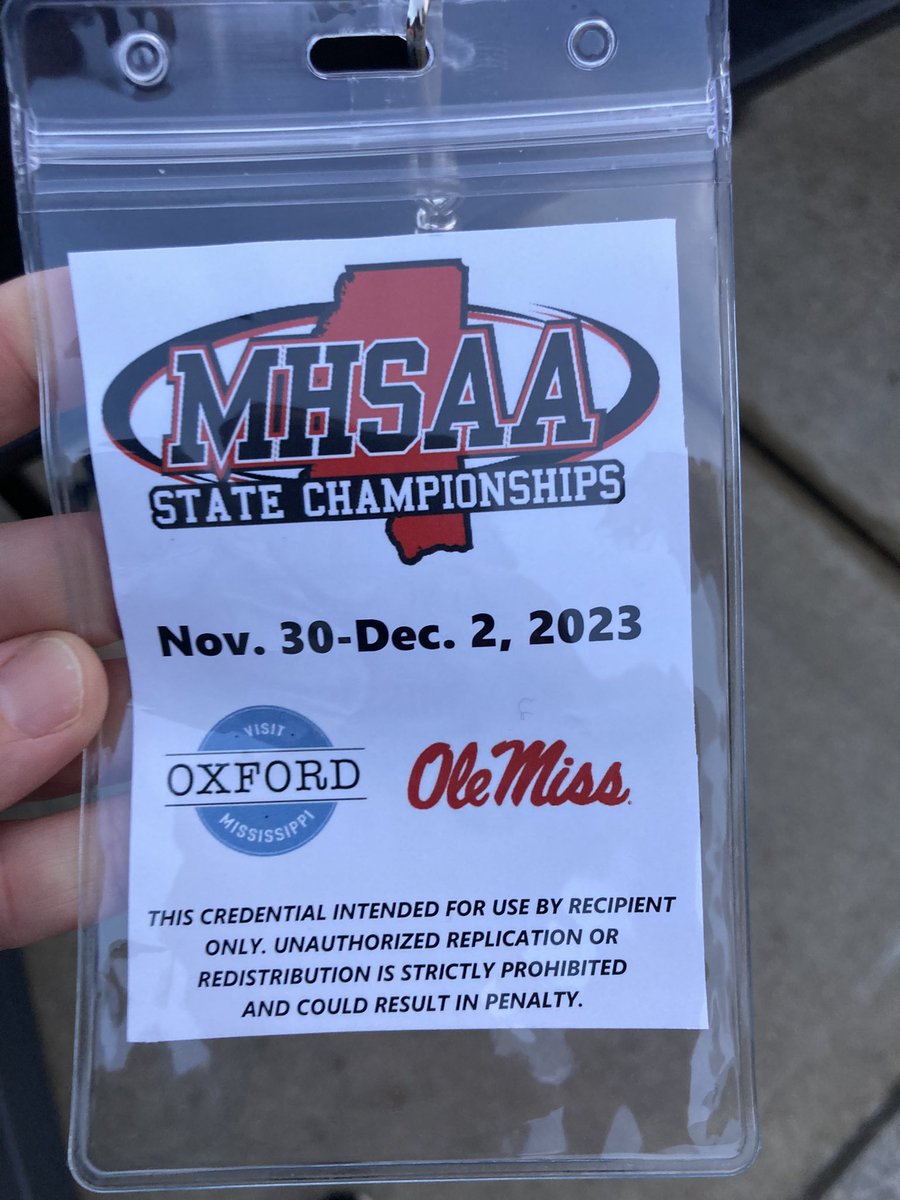 MHSAA
STATE CHAMPIONSHIPS
Nov. 30-Dec. 2, 2023
VISIT
OXFORD
MISSISSIPPI
Ole Miss
THIS CREDENTIAL INTENDED FOR USE BY RECIPIENT
ONLY. UNAUTHORIZED REPLICATION OR
REDISTRIBUTION IS STRICTLY PROHIBITED
AND COULD RESULT IN PENALTY.